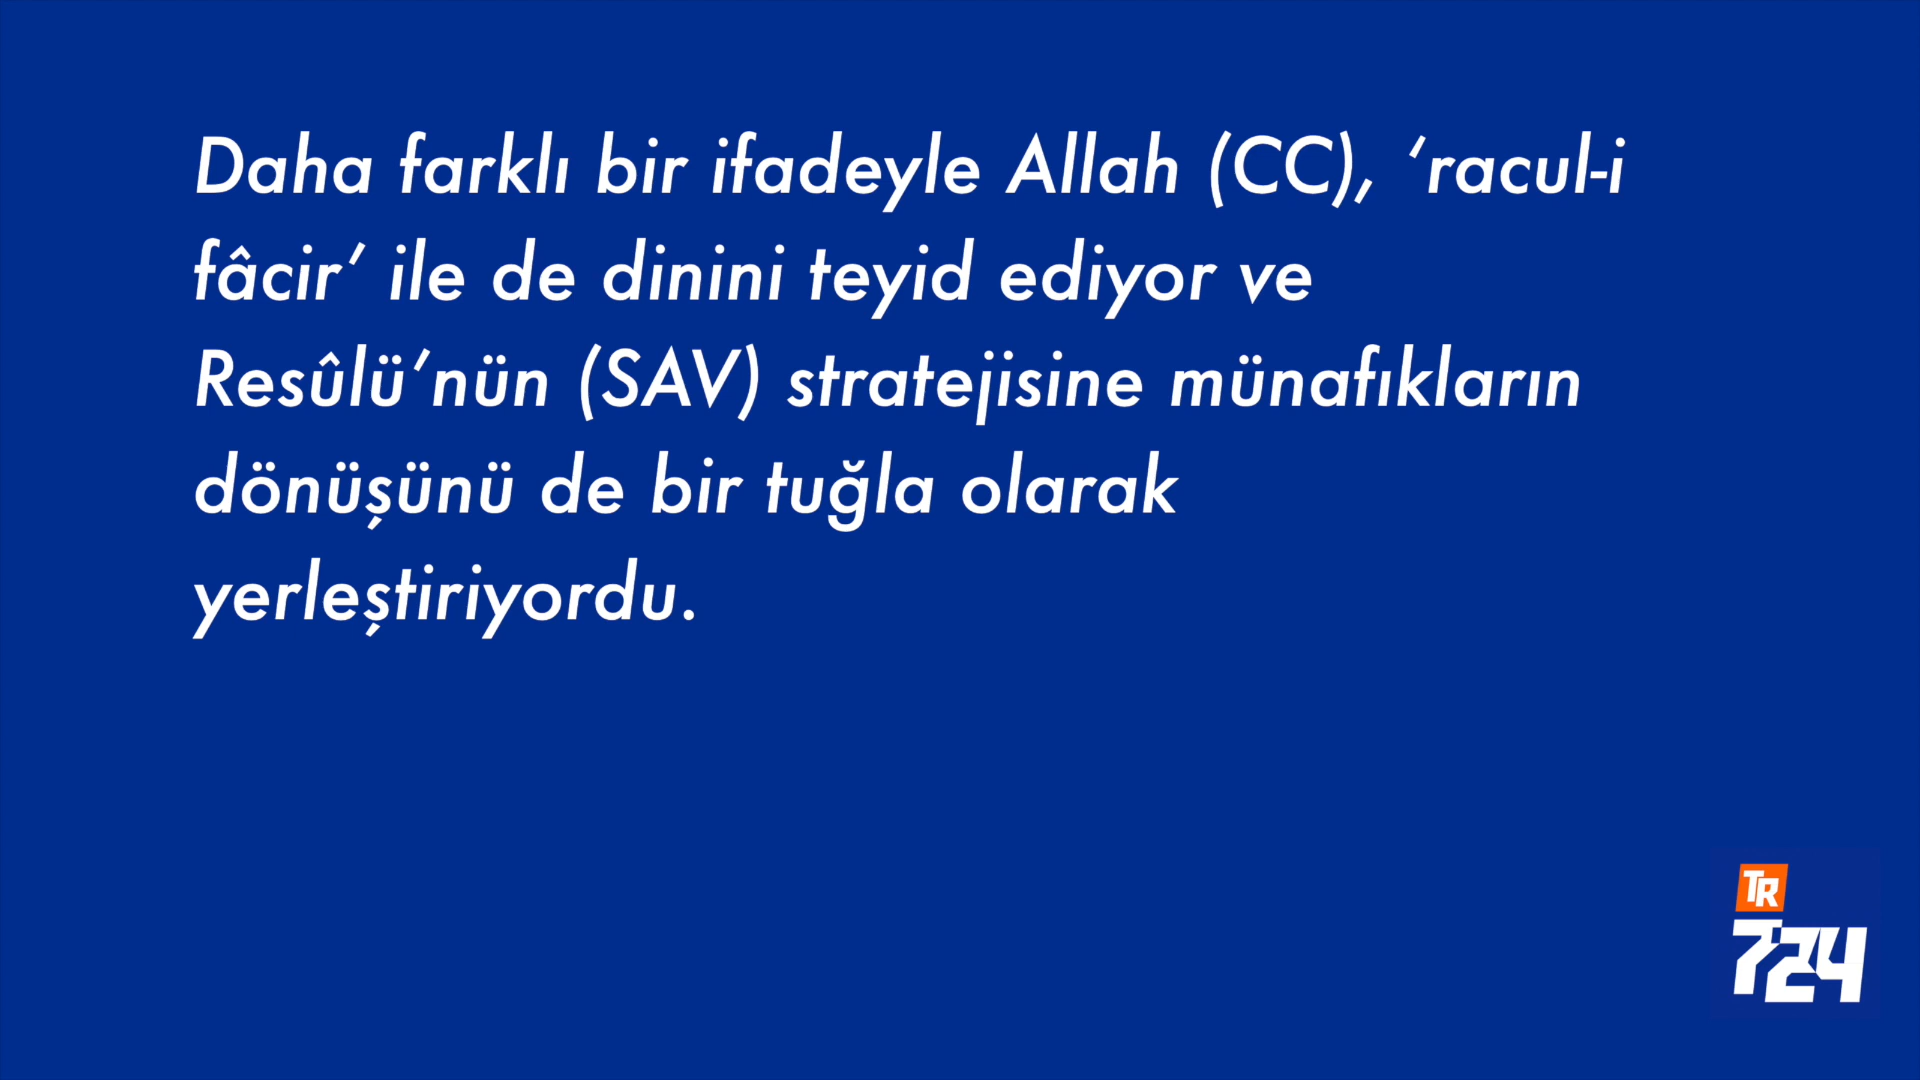 Daha farklı bir ifadeyle Allah (CC), ‘racul-i
fâcir’ ile de dinini teyid ediyor ve
Resûlü’nün (SAV) stratejisine münafıkların
dönüşünü de bir tuğla olarak
yerleştiriyordu.
TR
724